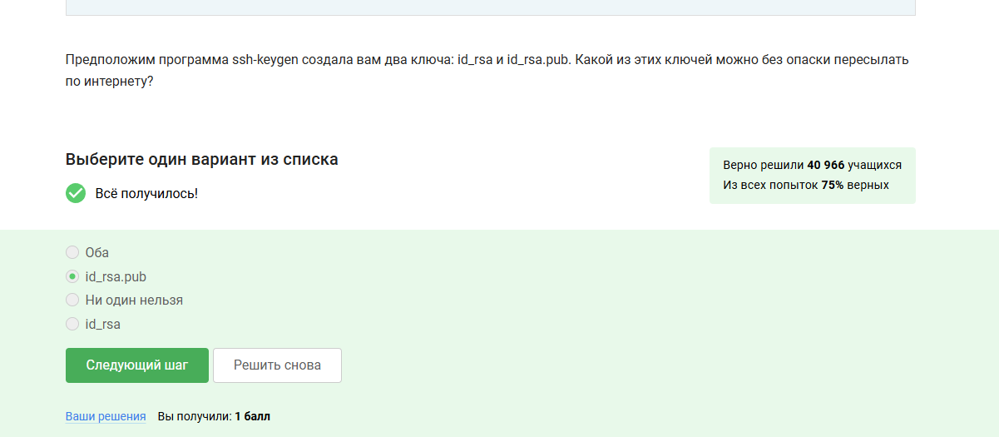 Предположим программа ssh-keygen создала вам два ключа: id_rsa и id_rsa.pub. Какой из этих ключей можно без опаски пересылать
по интернету?
Выберите один вариант из списка
Всё получилось!
Верно решили 40 966 учащихся
Из всех попыток 75% верных
Оба
id_rsa.pub
Ни один нельзя
id_rsa
Следующий шаг
Решить снова
Ваши решения Вы получили: 1 балл